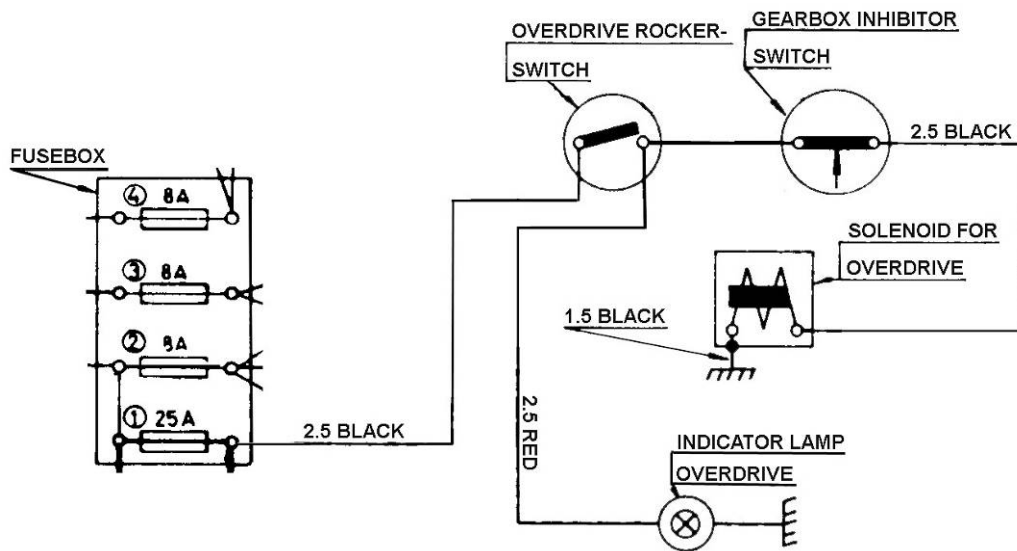 OVERDRIVE ROCKER-
SWITCH
GEARBOX INHIBITOR
SWITCH
2.5 BLACK
FUSEBOX
4 8A
3 8A
2 8A
1 25A
2.5 BLACK
SOLENOID FOR
OVERDRIVE
1.5 BLACK
2.5 RED
INDICATOR LAMP
OVERDRIVE